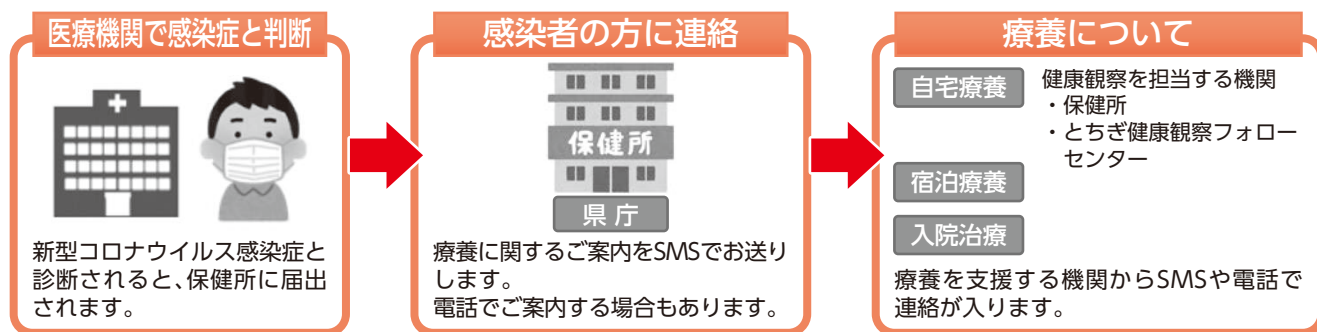 医療機関で感染症と判断
新型コロナウイルス感染症と
診断されると、保健所に届出
されます。
感染者の方に連絡
保健所
県庁
療養に関するご案内をSMSでお送り
します。
電話でご案内する場合もあります。
療養について
自宅療養
健康観察を担当する機関
・保健所
・とちぎ健康観察フォロー
センター
宿泊療養
入院治療
療養を支援する機関からSMSや電話で
連絡が入ります。